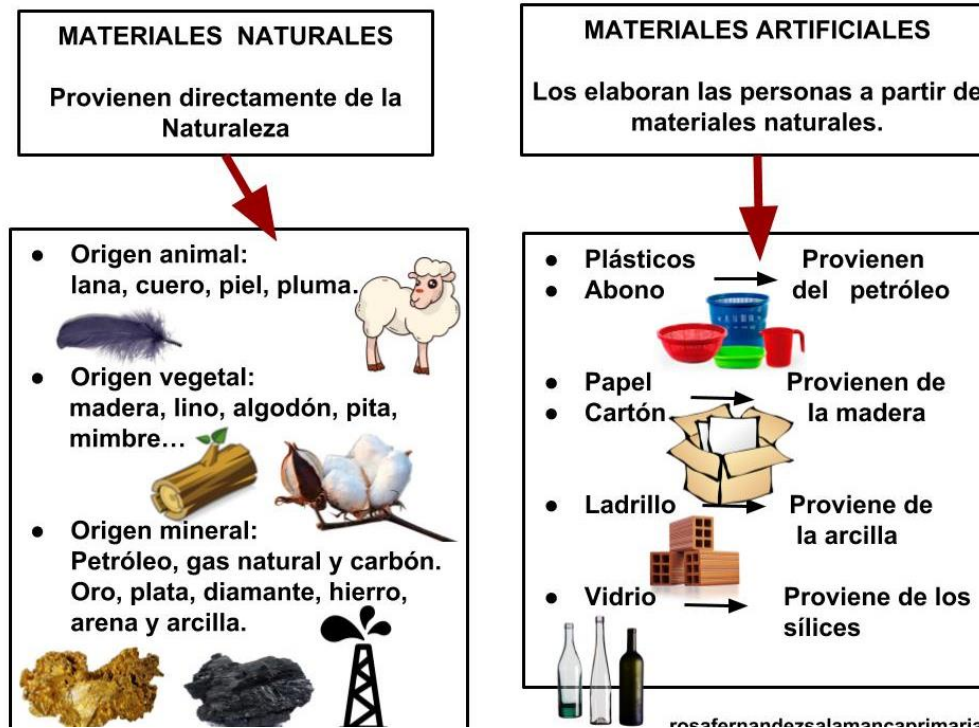 MATERIALES NATURALES
Provienen directamente de la
Naturaleza
● Origen animal:
lana, cuero, piel, pluma.
● Origen vegetal:
madera, lino, algodón, pita,
mimbre…
● Origen mineral:
Petróleo, gas natural y carbón.
Oro, plata, diamante, hierro,
arena y arcilla.
MATERIALES ARTIFICIALES
Los elaboran las personas a partir de
materiales naturales.
● Plásticos Provienen
● Abono del petróleo
● Papel Provienen de
● Cartón la madera
● Ladrillo Proviene de
la arcilla
● Vidrio Proviene de los
sílices
rosafernandezsalamancaprimaria